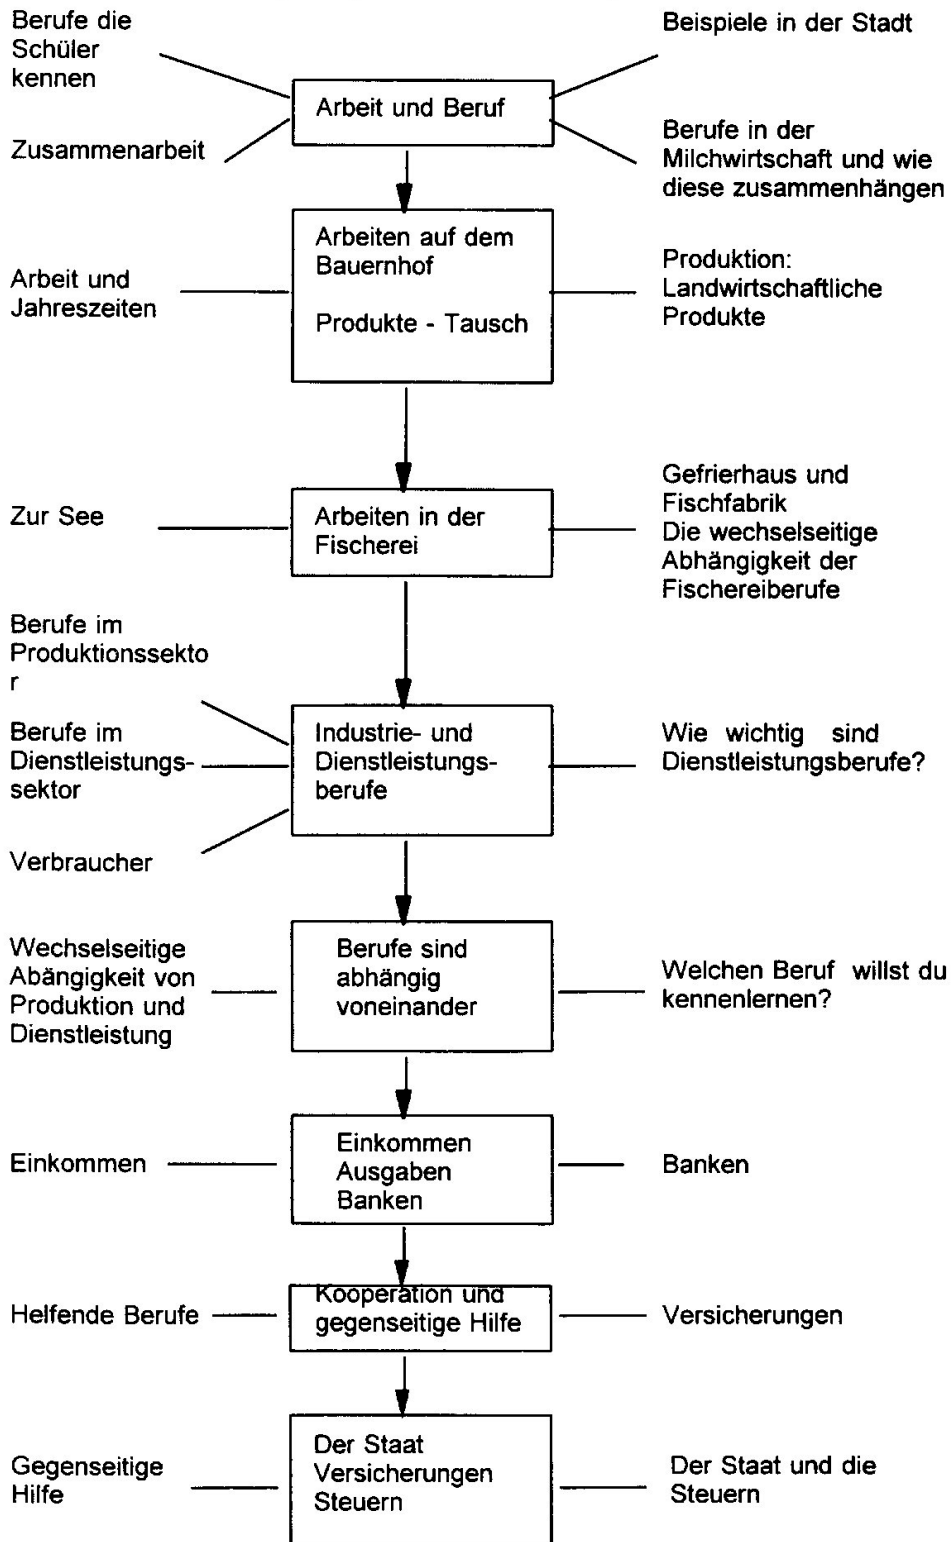 Berufe die
Schüler
kennen
Beispiele in der Stadt
Arbeit und Beruf
Zusammenarbeit
Berufe in der
Milchwirtschaft und wie
diese zusammenhängen
Arbeiten auf dem
Bauernhof
Produkte - Tausch
Arbeit und
Jahreszeiten
Produktion:
Landwirtschaftliche
Produkte
Zur See
Arbeiten in der
Fischerei
Gefrierhaus und
Fischfabrik
Die wechselseitige
Abhängigkeit der
Fischereiberufe
Berufe im
Produktionssekto
r
Berufe im
Dienstleistungs-
sektor
Verbraucher
Industrie- und
Dienstleistungs-
berufe
Wie wichtig sind
Dienstleistungsberufe?
Wechselseitige
Abängigkeit von
Produktion und
Dienstleistung
Berufe sind
abhängig
voneinander
Welchen Beruf willst du
kennenlernen?
Einkommen
Einkommen
Ausgaben
Banken
Banken
Helfende Berufe
Kooperation und
gegenseitige Hilfe
Versicherungen
Gegenseitige
Hilfe
Der Staat
Versicherungen
Steuern
Der Staat und die
Steuern